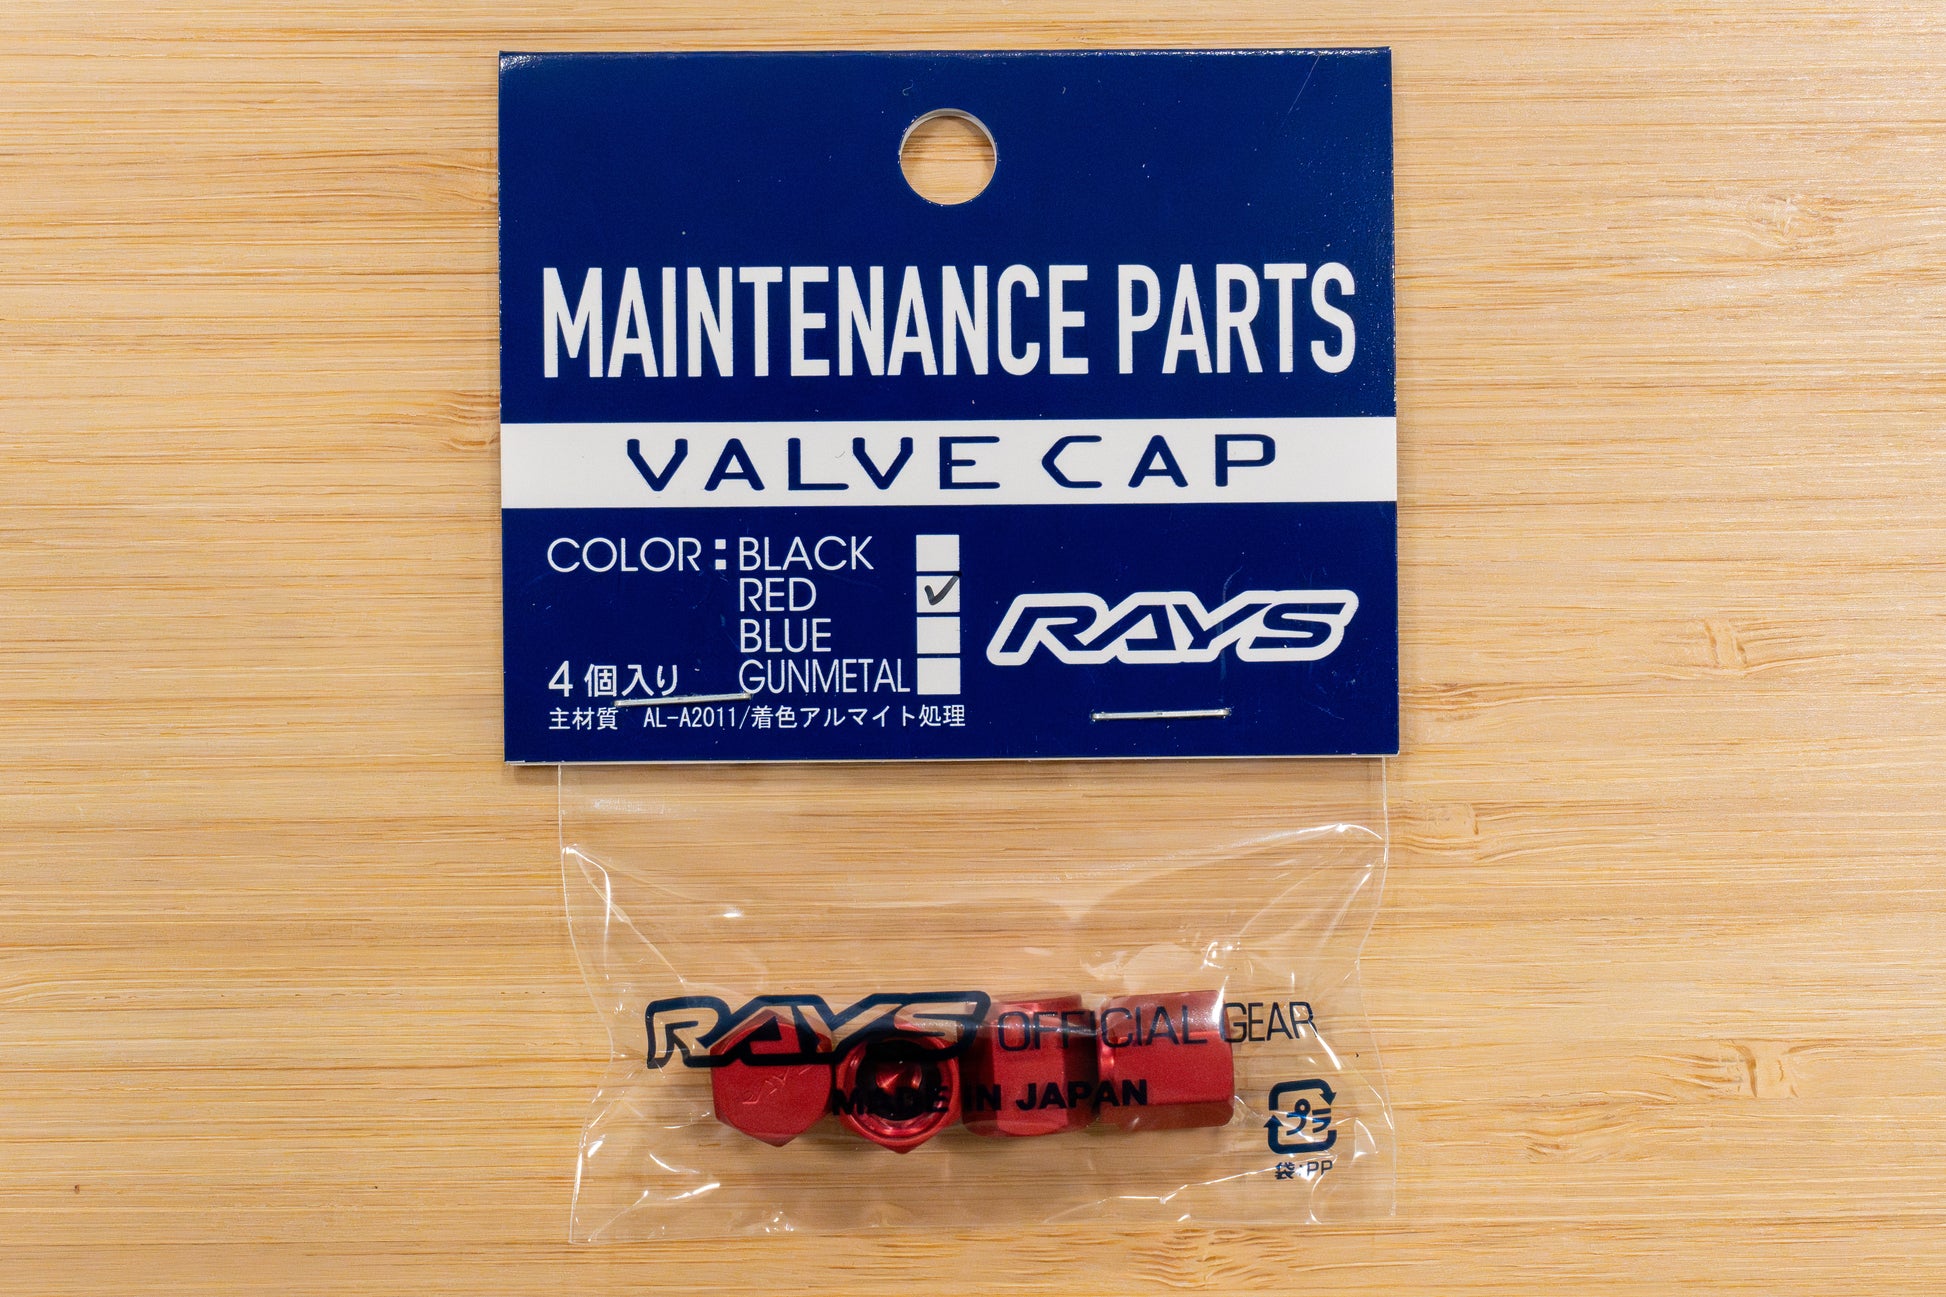 MAINTENANCE PARTS
VALVE CAP
COLOR : BLACK
RED
BLUE
GUNMETAL
RAYS
4個入り
主材質 AL-A2011/着色アルマイト処理
RAYS OFFICIAL GEAR
MADE IN JAPAN
プラ
袋:PP